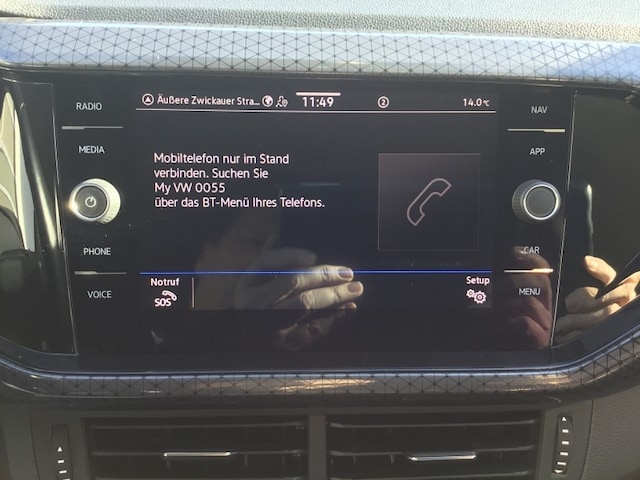 RADIO
MEDIA
PHONE
VOICE
Äußere Zwickauer Stra... 11:49 2 14.0°C
Mobiltelefon nur im Stand
verbinden. Suchen Sie
My VW 0055
über das BT-Menü Ihres Telefons.
Notruf
SOS
Setup
NAV
APP
CAR
MENU